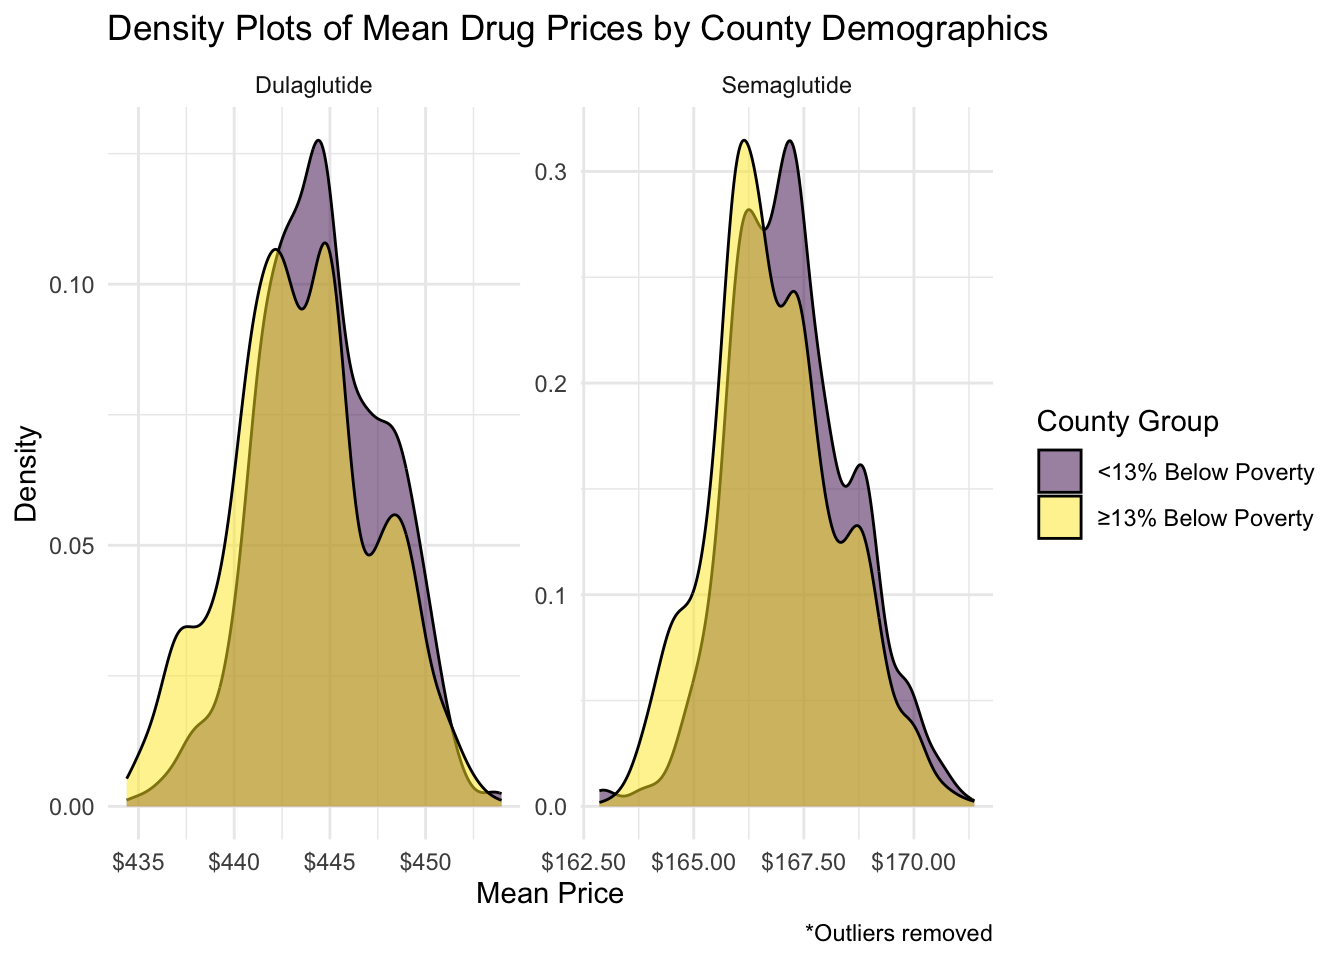 Density Plots of Mean Drug Prices by County Demographics
Dulaglutide
Semaglutide
Density
0.10
0.05
0.00
0.3
0.2
0.1
0.0
$435 $440 $445 $450
$162.50 $165.00 $167.50 $170.00
Mean Price
*Outliers removed
County Group
<13% Below Poverty
≥13% Below Poverty